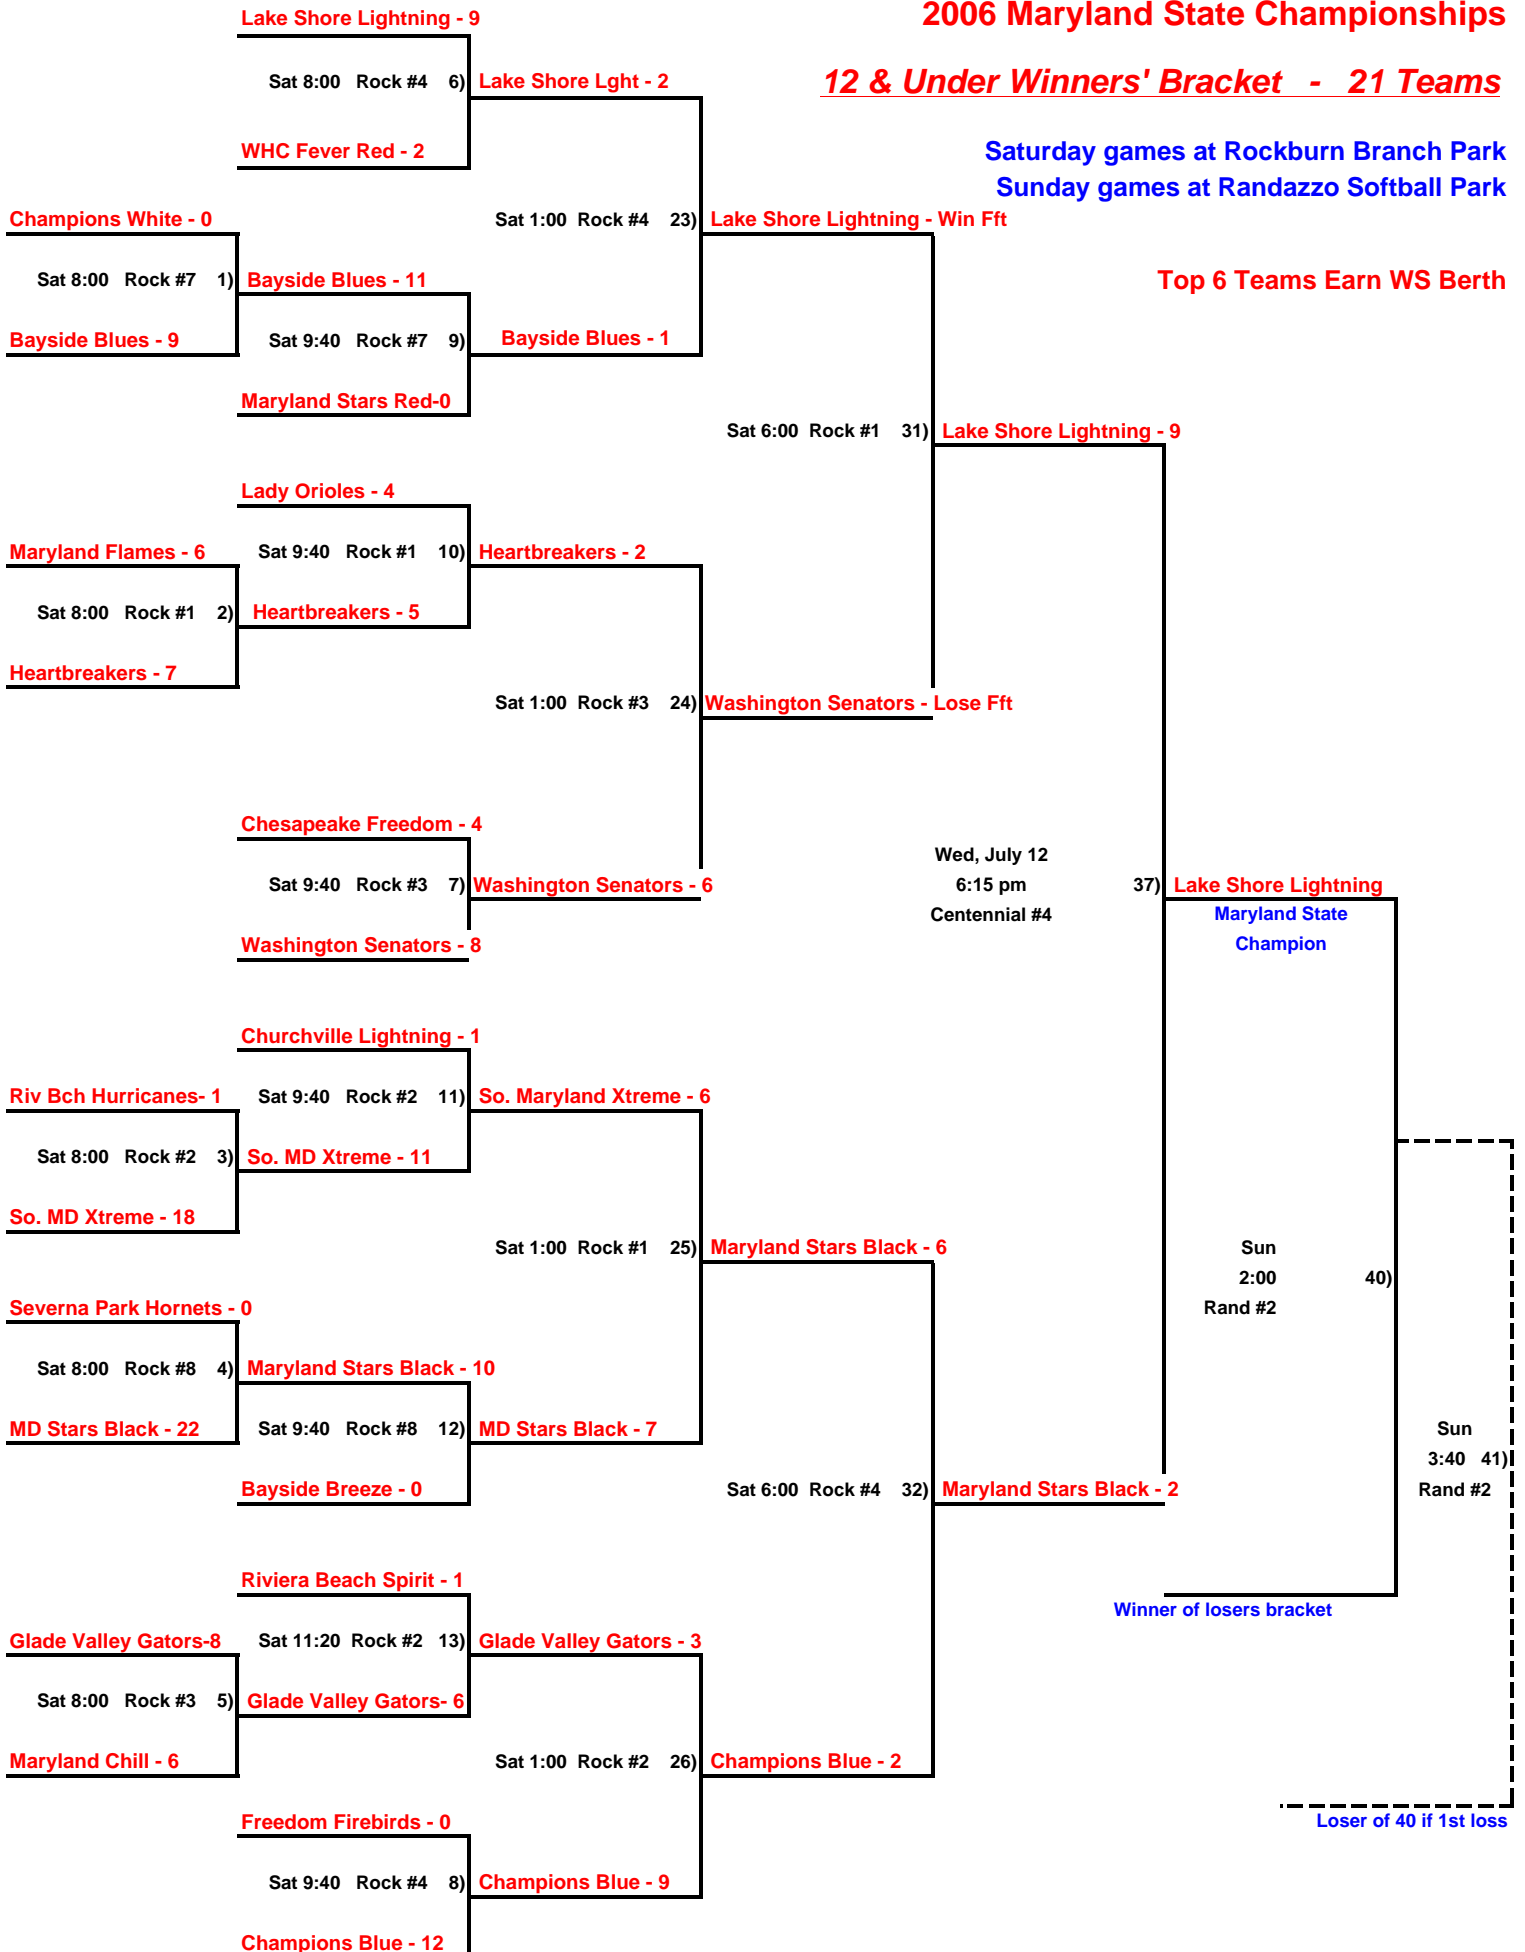 Lake Shore Lightning - 9
2006 Maryland State Championships
Sat 8:00 Rock #4 6) Lake Shore Lght - 2
12 & Under Winners' Bracket - 21 Teams
WHC Fever Red - 2
Saturday games at Rockburn Branch Park
Sunday games at Randazzo Softball Park
Champions White - 0
Sat 1:00 Rock #4 23) Lake Shore Lightning - Win Fft
Sat 8:00 Rock #7 1) Bayside Blues - 11
Top 6 Teams Earn WS Berth
Bayside Blues - 9
Sat 9:40 Rock #7 9) Bayside Blues - 1
Maryland Stars Red-0
Sat 6:00 Rock #1 31) Lake Shore Lightning - 9
Lady Orioles - 4
Maryland Flames - 6
Sat 9:40 Rock #1 10) Heartbreakers - 2
Sat 8:00 Rock #1 2) Heartbreakers - 5
Heartbreakers - 7
Sat 1:00 Rock #3 24) Washington Senators - Lose Fft
Chesapeake Freedom - 4
Wed, July 12
Sat 9:40 Rock #3 7) Washington Senators - 6
6:15 pm 37) Lake Shore Lightning
Centennial #4
Maryland State
Washington Senators - 8
Champion
Churchville Lightning - 1
Riv Bch Hurricanes- 1
Sat 9:40 Rock #2 11) So. Maryland Xtreme - 6
Sat 8:00 Rock #2 3) So. MD Xtreme - 11
So. MD Xtreme - 18
Sat 1:00 Rock #1 25) Maryland Stars Black - 6
Sun
2:00 40)
Severna Park Hornets - 0
Rand #2
Sat 8:00 Rock #8 4) Maryland Stars Black - 10
MD Stars Black - 22
Sat 9:40 Rock #8 12) MD Stars Black - 7
Sun
3:40 41)
Bayside Breeze - 0
Sat 6:00 Rock #4 32) Maryland Stars Black - 2
Rand #2
Riviera Beach Spirit - 1
Winner of losers bracket
Glade Valley Gators-8
Sat 11:20 Rock #2 13) Glade Valley Gators - 3
Sat 8:00 Rock #3 5) Glade Valley Gators- 6
Maryland Chill - 6
Sat 1:00 Rock #2 26) Champions Blue - 2
Freedom Firebirds - 0
Loser of 40 if 1st loss
Sat 9:40 Rock #4 8) Champions Blue - 9
Champions Blue - 12